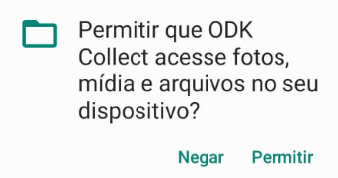 Permitir que ODK
Collect acesse fotos,
mídia e arquivos no seu
dispositivo?
Negar Permitir